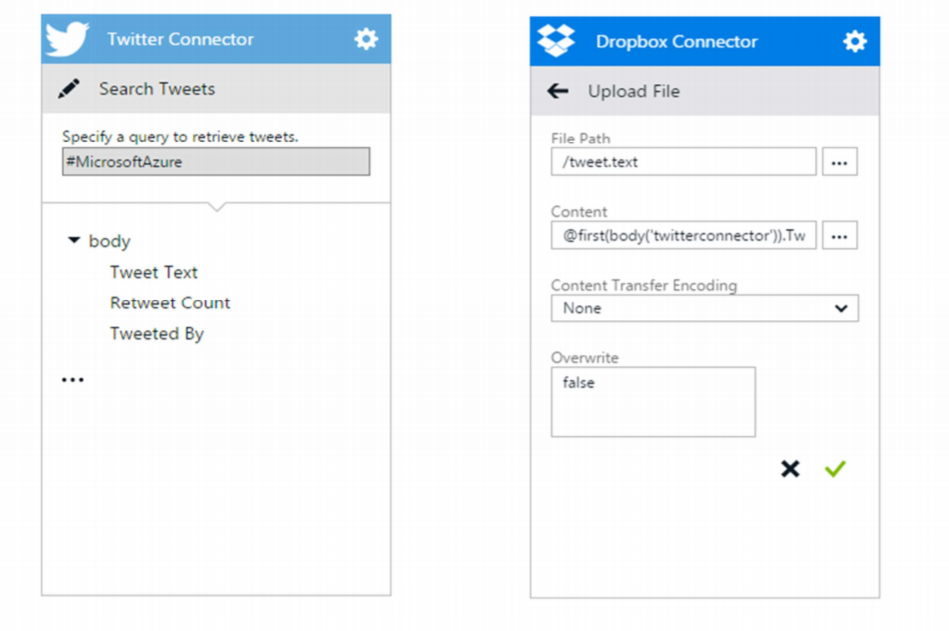 Twitter Connector
Search Tweets
Specify a query to retrieve tweets.
#MicrosoftAzure
body
Tweet Text
Retweet Count
Tweeted By
...
Dropbox Connector
Upload File
File Path
/tweet.text
...
Content
@first(body('twitterconnector')).Tw
...
Content Transfer Encoding
None
Overwrite
false